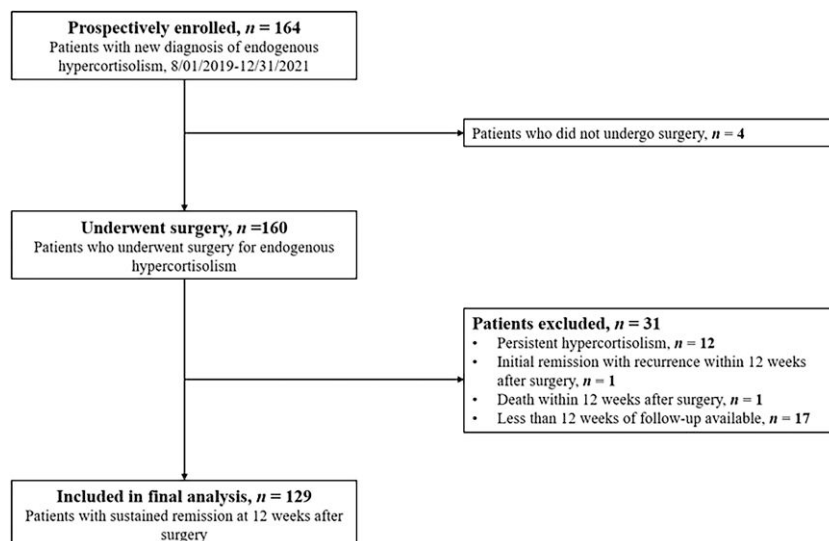 Prospectively enrolled, n = 164
Patients with new diagnosis of endogenous
hypercortisolism, 8/01/2019-12/31/2021
Patients who did not undergo surgery, n = 4
Underwent surgery, n =160
Patients who underwent surgery for endogenous
hypercortisolism
Patients excluded, n = 31
• Persistent hypercortisolism, n = 12
• Initial remission with recurrence within 12 weeks
after surgery, n = 1
• Death within 12 weeks after surgery, n = 1
• Less than 12 weeks of follow-up available, n = 17
Included in final analysis, n = 129
Patients with sustained remission at 12 weeks after
surgery